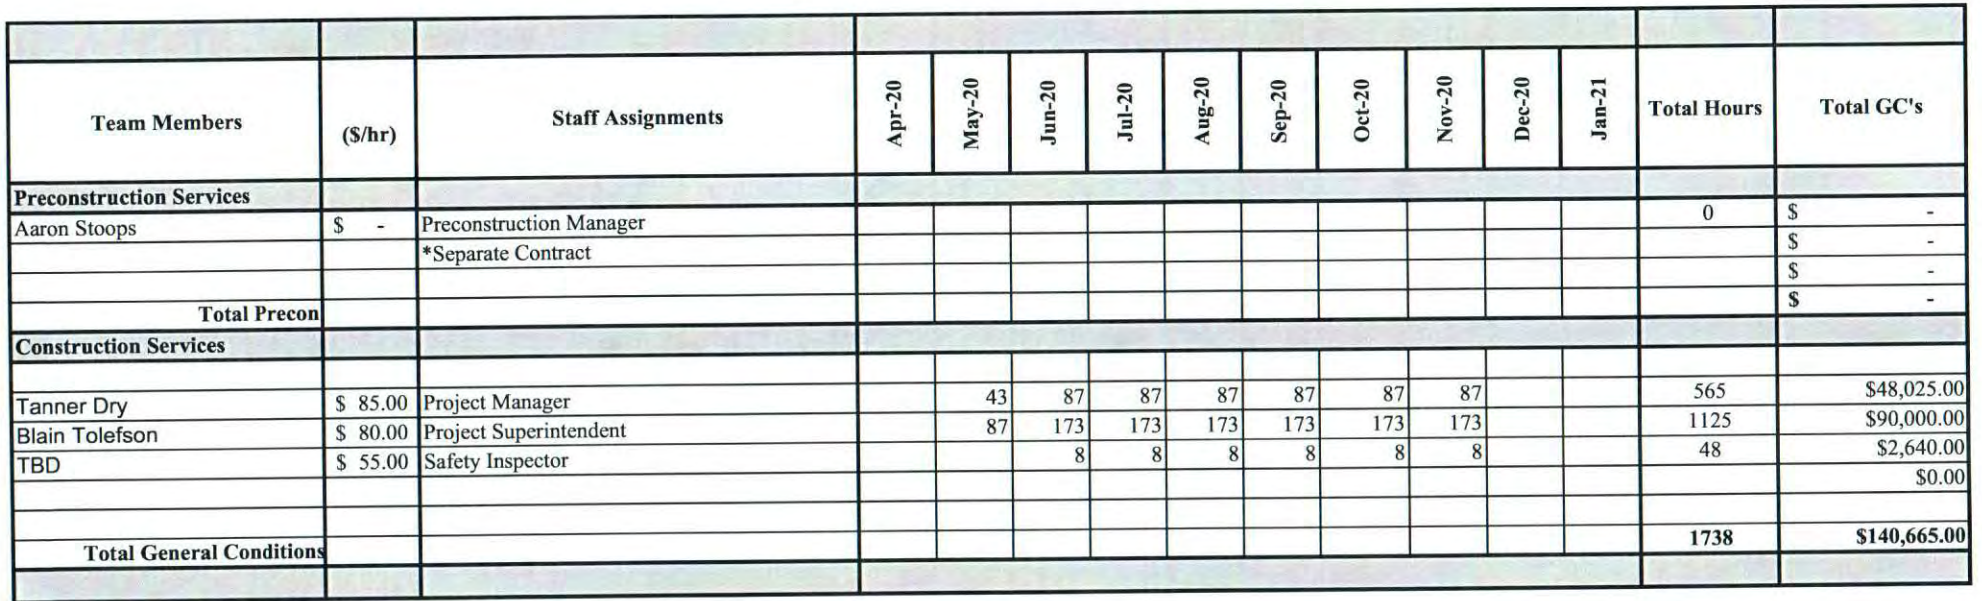 Team Members ($/hr) Staff Assignments Apr-20 May-20 Jun-20 Jul-20 Aug-20 Sep-20 Oct-20 Nov-20 Dec-20 Jan-21 Total Hours Total GC's
Preconstruction Services
Aaron Stoops $ - Preconstruction Manager 0 $ -
*Separate Contract $ -
$ -
Total Precon $ -
Construction Services
Tanner Dry $ 85.00 Project Manager 43 87 87 87 87 87 87 565 $48,025.00
Blain Tolefson $ 80.00 Project Superintendent 87 173 173 173 173 173 173 1125 $90,000.00
TBD $ 55.00 Safety Inspector 8 8 8 8 8 8 48 $2,640.00
$0.00
Total General Conditions 1738 $140,665.00